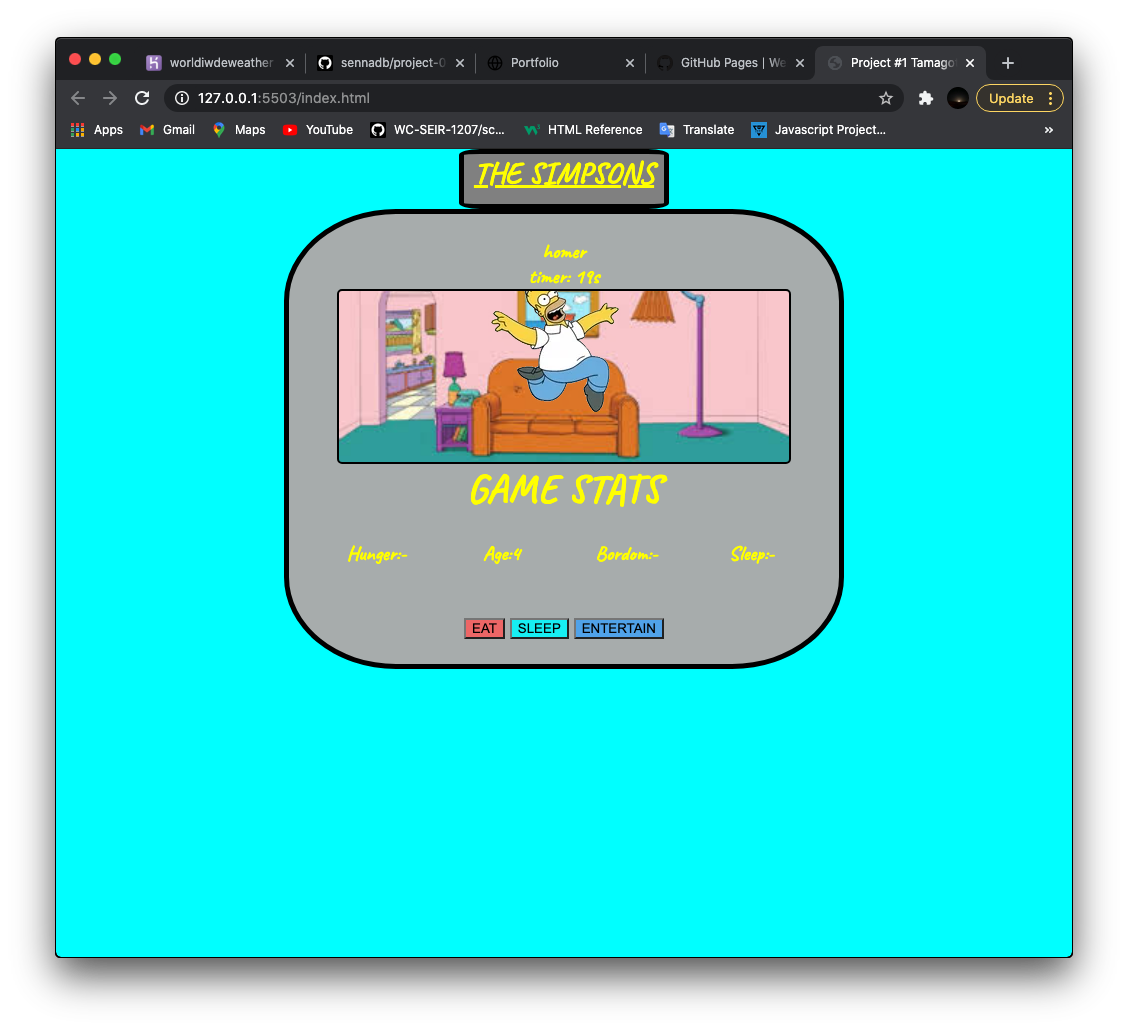 worldiwdeweather
sennadb/project-0
Portfolio
GitHub Pages | We
Project #1 Tamagot
127.0.0.1:5503/index.html
Update
Apps
Gmail
Maps
YouTube
WC-SEIR-1207/sc...
HTML Reference
Translate
Javascript Project...
»
THE SIMPSONS
homer
timer: 19s
GAME STATS
Hunger:- Age:4 Bordom:- Sleep:-
EAT SLEEP ENTERTAIN